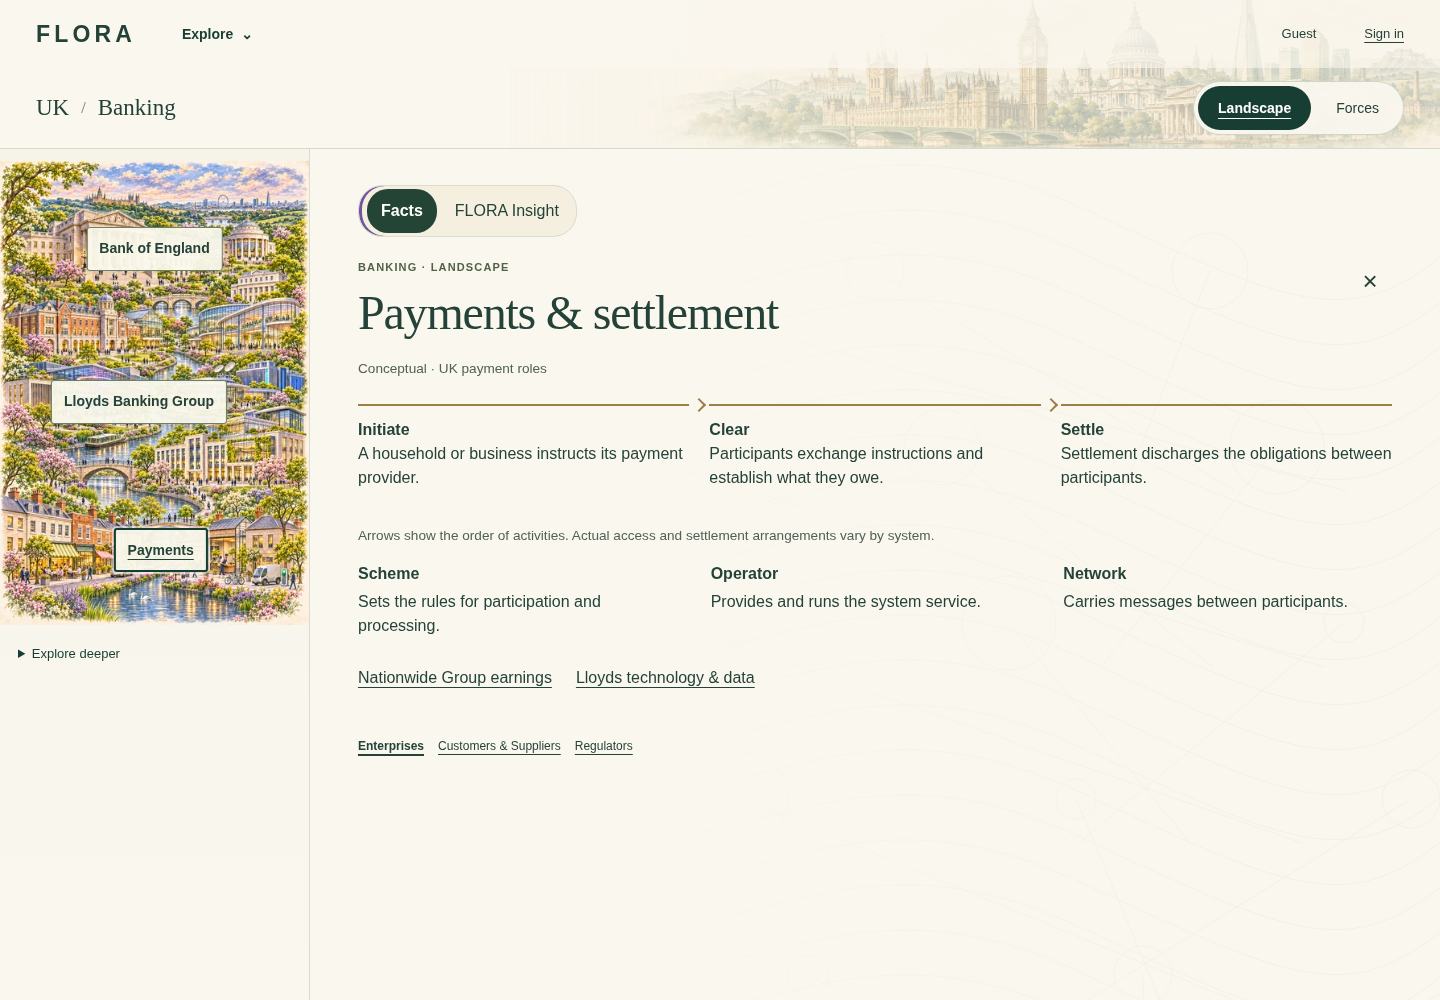 FLORA
Explore
Guest
Sign in
UK / Banking
Landscape
Forces
Bank of England
Lloyds Banking Group
Payments
Explore deeper
Facts
FLORA Insight
BANKING · LANDSCAPE
Payments & settlement
Conceptual · UK payment roles
Initiate
A household or business instructs its payment
provider.
Clear
Participants exchange instructions and
establish what they owe.
Settle
Settlement discharges the obligations between
participants.
Arrows show the order of activities. Actual access and settlement arrangements vary by system.
Scheme
Sets the rules for participation and
processing.
Operator
Provides and runs the system service.
Network
Carries messages between participants.
Nationwide Group earnings
Lloyds technology & data
Enterprises
Customers & Suppliers
Regulators